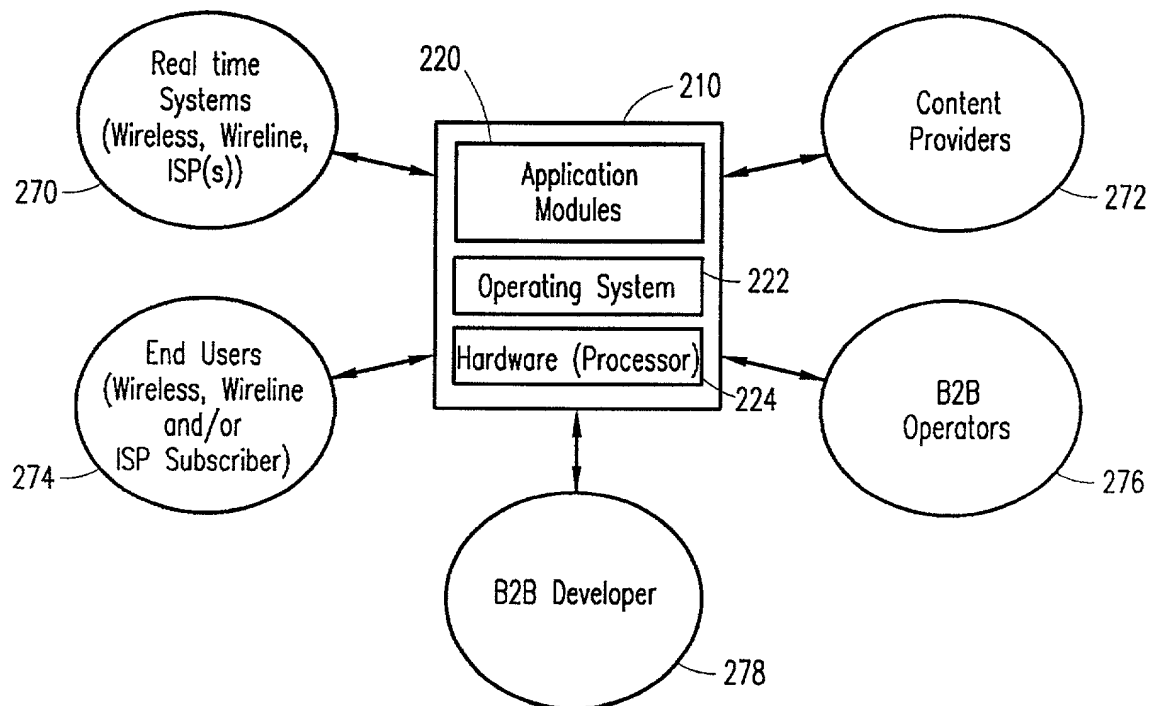 220
210
Real time
Systems
(Wireless, Wireline,
ISP(s))
270
Application
Modules
Content
Providers
272
Operating System
222
Hardware (Processor)
224
End Users
(Wireless, Wireline
and/or
ISP Subscriber)
274
B2B
Operators
276
B2B Developer
278